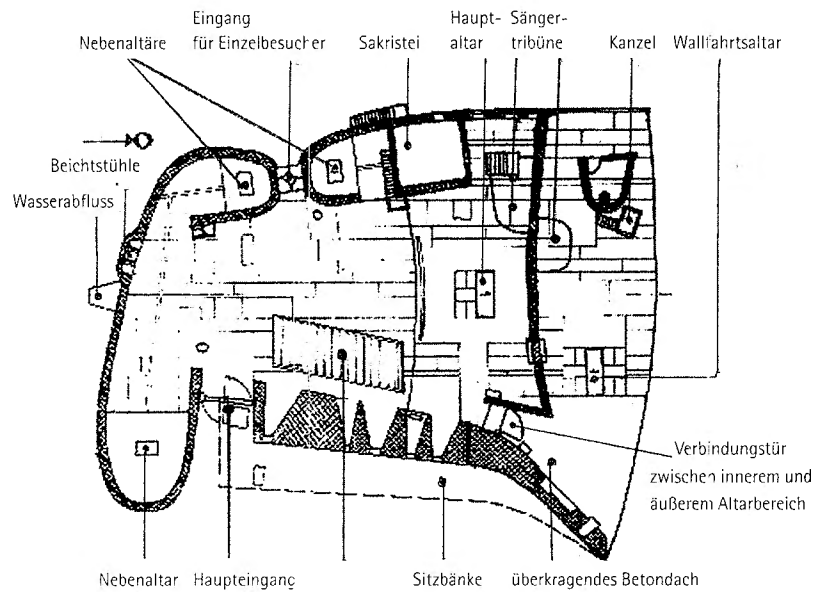 Eingang
für Einzelbesucher
Nebenaltäre
Sakristei
Haupt-
altar
Sänger-
tribüne
Kanzel
Wallfahrtsaltar
Beichtstühle
Wasserabfluss
Verbindungstür
zwischen innerem und
äußerem Altarbereich
Nebenaltar
Haupteingang
Sitzbänke
überkragendes Betondach